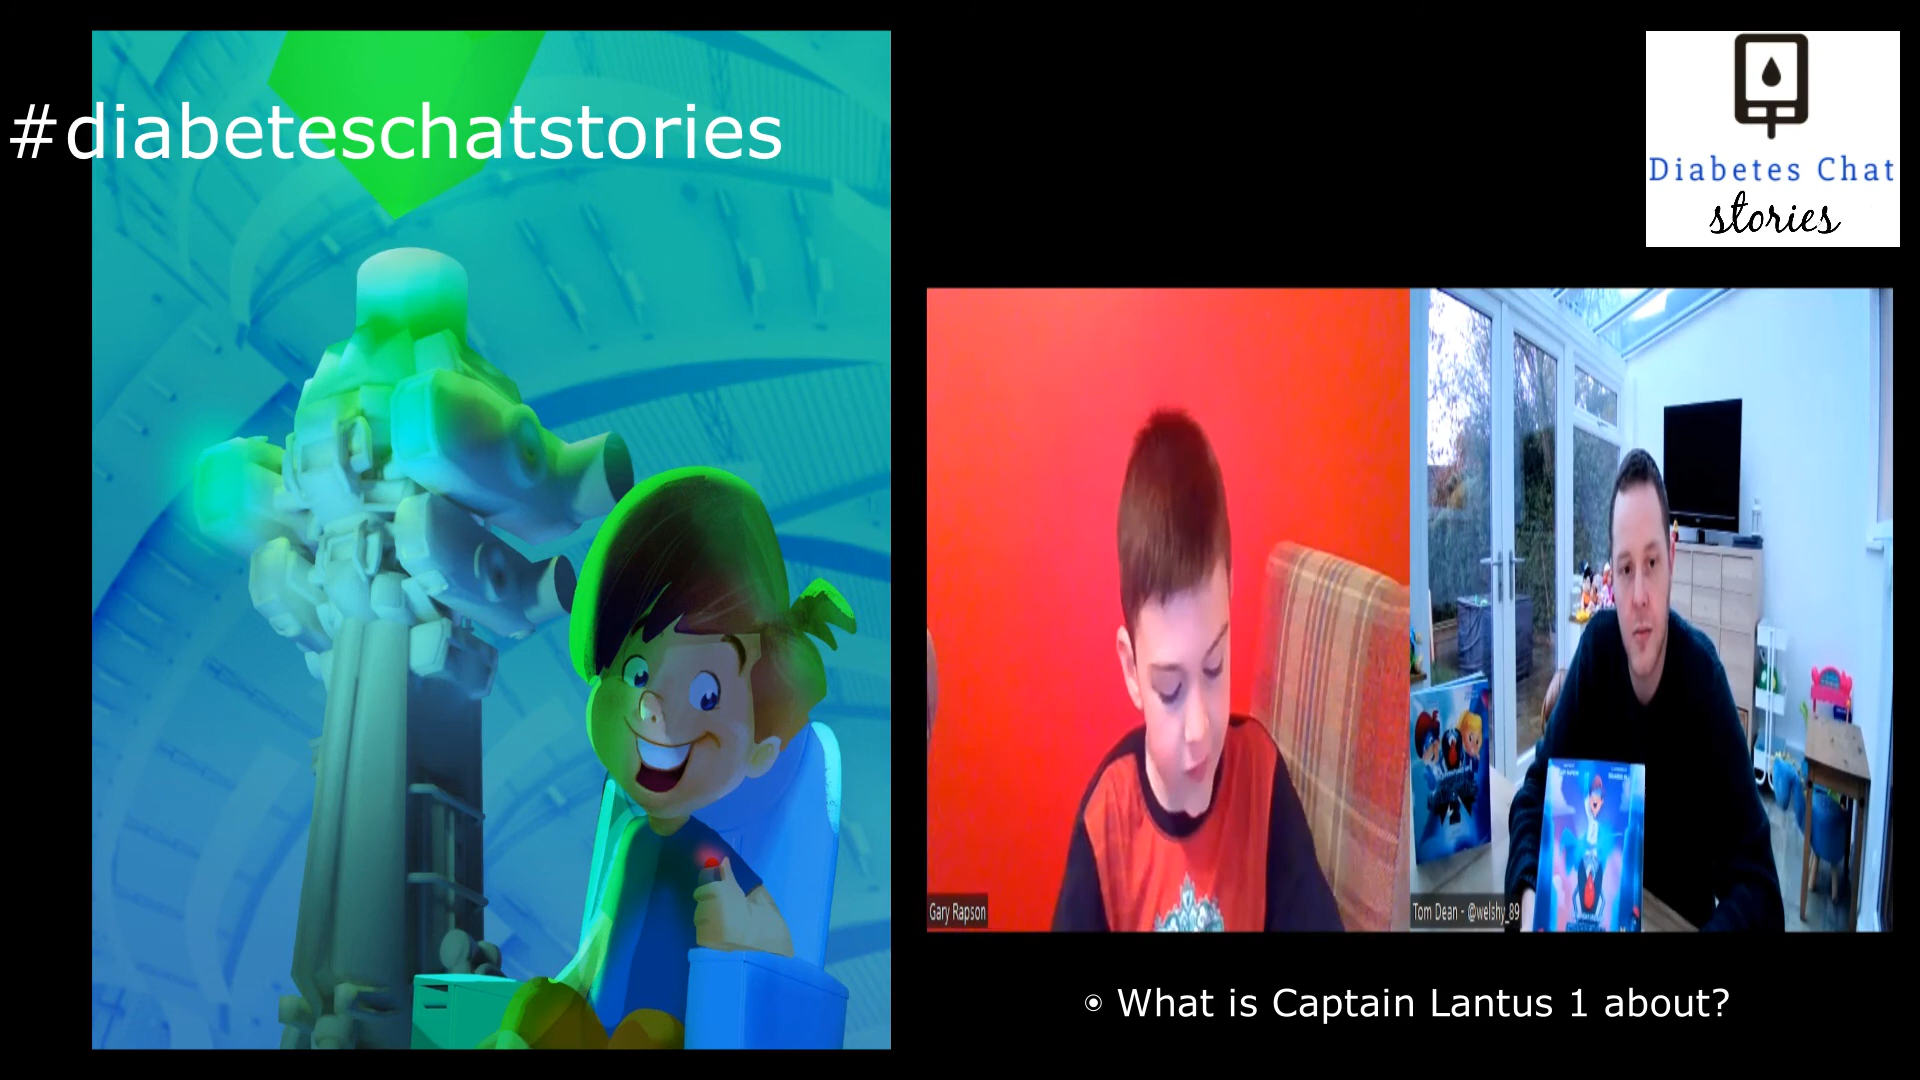 #diabeteschatstories
Diabetes Chat
stories
Gary Rapson
Tom Dean - @welshy_89
What is Captain Lantus 1 about?